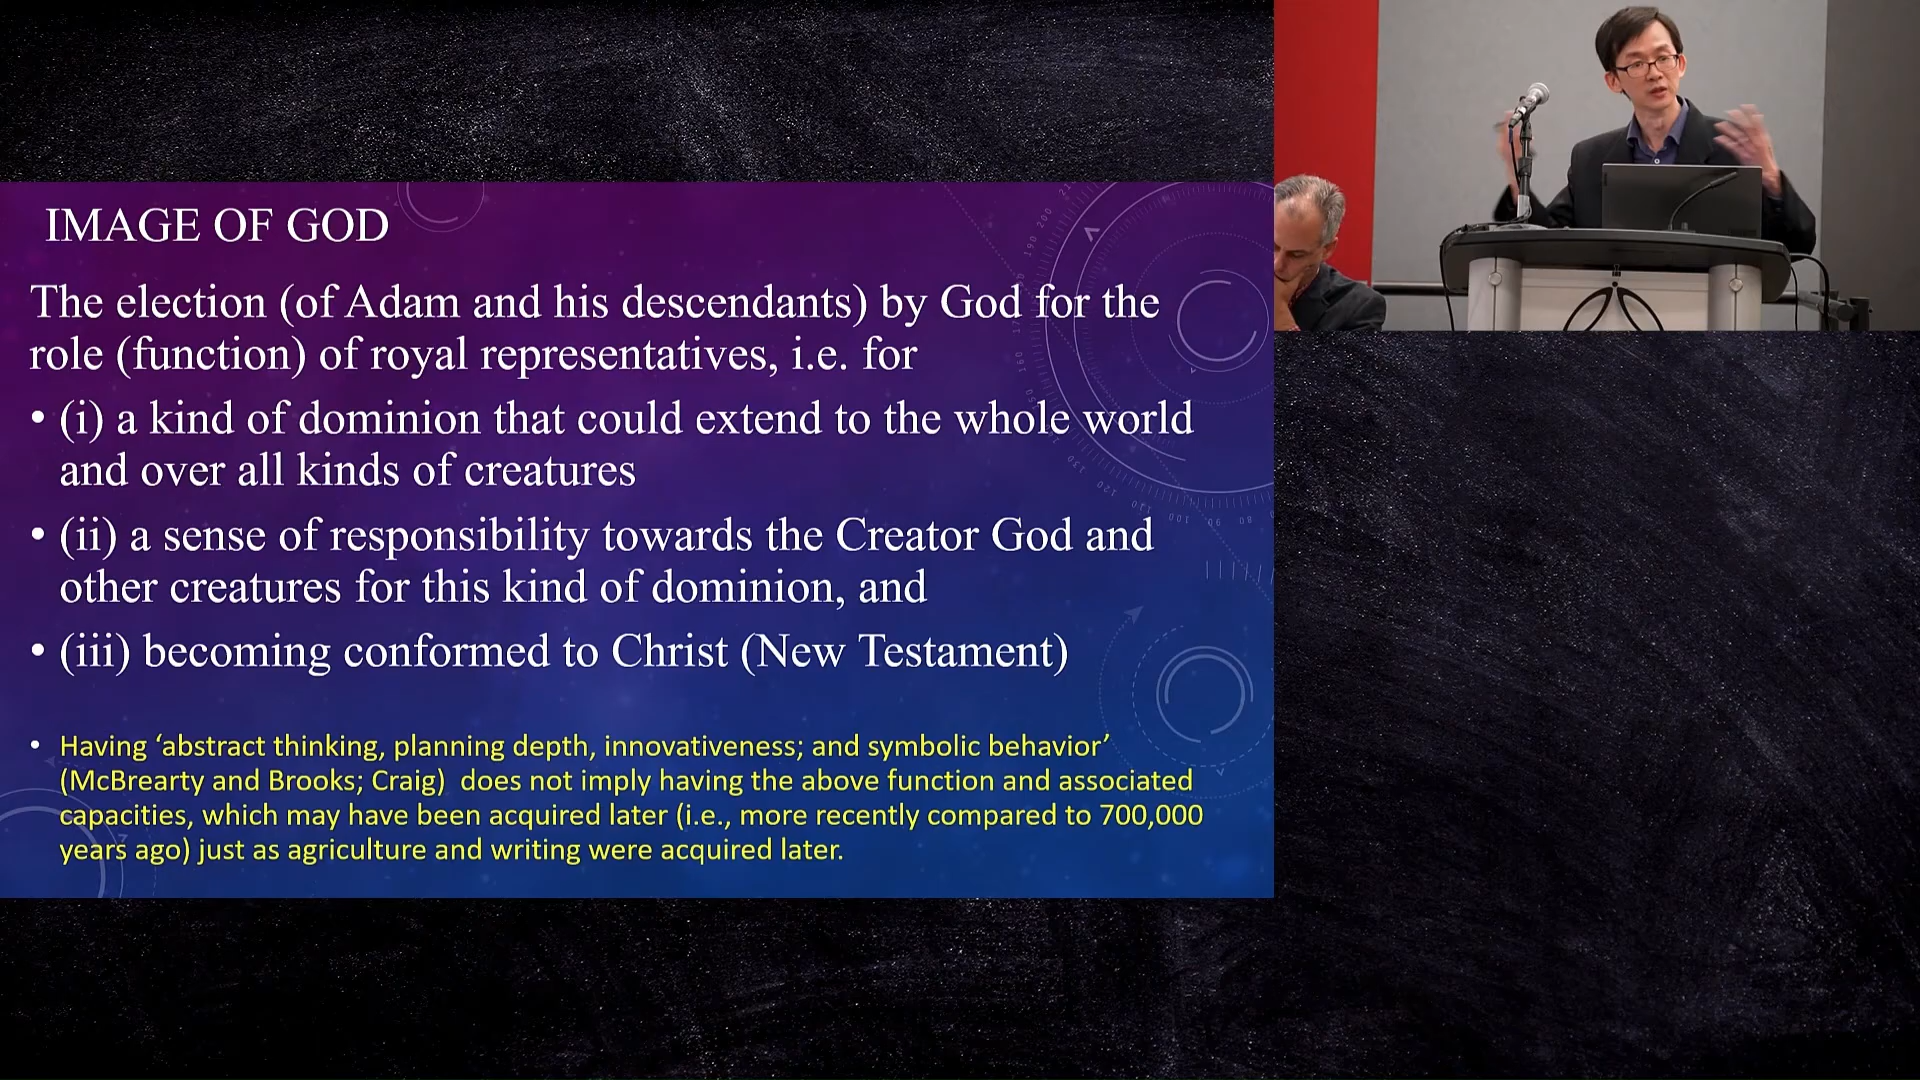 IMAGE OF GOD
The election (of Adam and his descendants) by God for the
role (function) of royal representatives, i.e. for
• (i) a kind of dominion that could extend to the whole world
and over all kinds of creatures
• (ii) a sense of responsibility towards the Creator God and
other creatures for this kind of dominion, and
• (iii) becoming conformed to Christ (New Testament)
• Having ‘abstract thinking, planning depth, innovativeness; and symbolic behavior’
(McBrearty and Brooks; Craig)  does not imply having the above function and associated
capacities, which may have been acquired later (i.e., more recently compared to 700,000
years ago) just as agriculture and writing were acquired later.